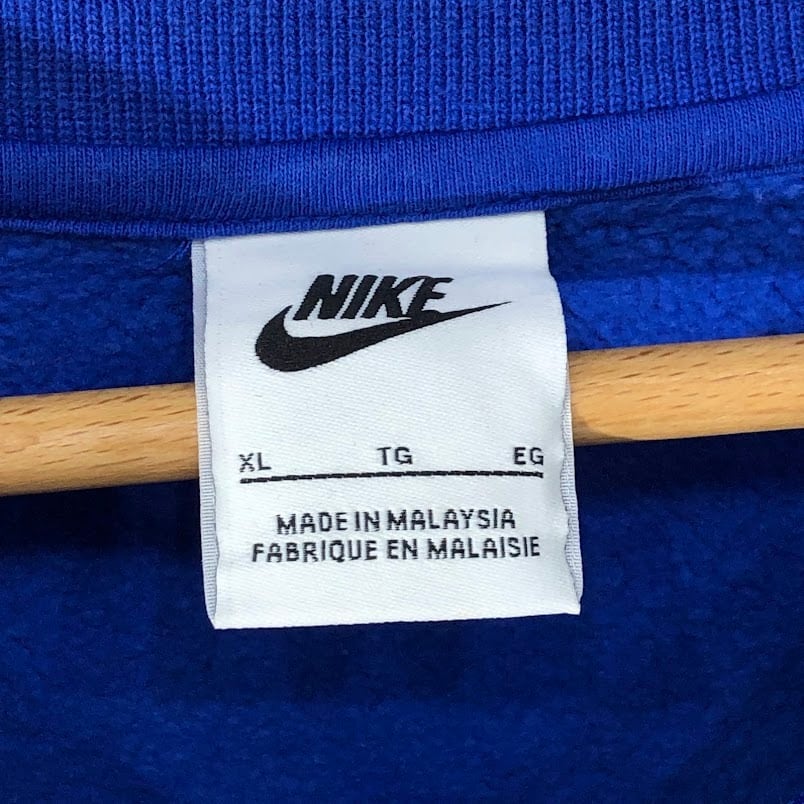 NIKE
XL TG EG
MADE IN MALAYSIA
FABRIQUE EN MALAISIE